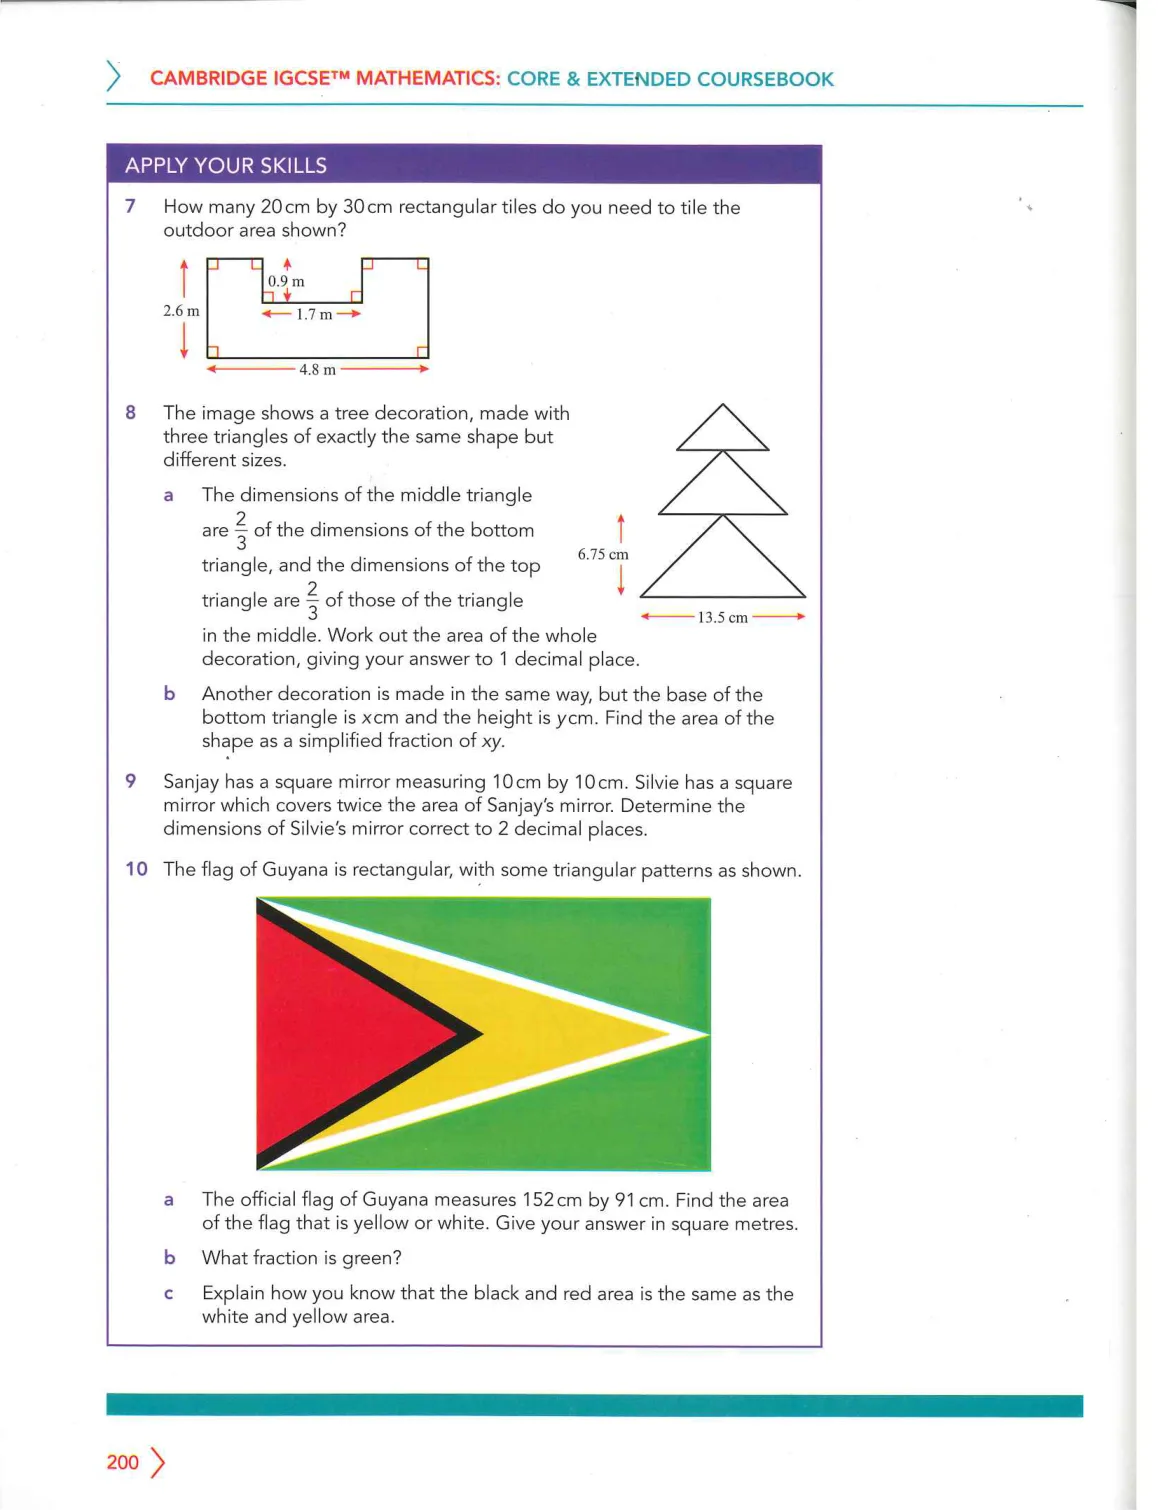 CAMBRIDGE IGCSE™ MATHEMATICS: CORE & EXTENDED COURSEBOOK
APPLY YOUR SKILLS
7 How many 20 cm by 30 cm rectangular tiles do you need to tile the
outdoor area shown?
0.9 m
2.6 m
1.7 m
4.8 m
8 The image shows a tree decoration, made with
three triangles of exactly the same shape but
different sizes.
a The dimensions of the middle triangle
are 2/3 of the dimensions of the bottom
triangle, and the dimensions of the top
triangle are 2/3 of those of the triangle
in the middle. Work out the area of the whole
decoration, giving your answer to 1 decimal place.
6.75 cm
13.5 cm
b Another decoration is made in the same way, but the base of the
bottom triangle is x cm and the height is y cm. Find the area of the
shape as a simplified fraction of xy.
9 Sanjay has a square mirror measuring 10 cm by 10 cm. Silvie has a square
mirror which covers twice the area of Sanjay's mirror. Determine the
dimensions of Silvie's mirror correct to 2 decimal places.
10 The flag of Guyana is rectangular, with some triangular patterns as shown.
a The official flag of Guyana measures 152 cm by 91 cm. Find the area
of the flag that is yellow or white. Give your answer in square metres.
b What fraction is green?
c Explain how you know that the black and red area is the same as the
white and yellow area.
200